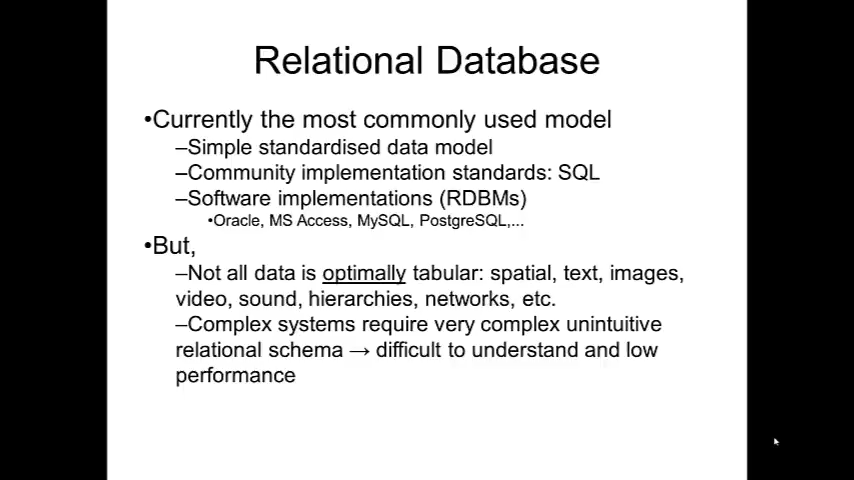 Relational Database
•Currently the most commonly used model
–Simple standardised data model
–Community implementation standards: SQL
–Software implementations (RDBMs)
•Oracle, MS Access, MySQL, PostgreSQL,...
•But,
–Not all data is optimally tabular: spatial, text, images,
video, sound, hierarchies, networks, etc.
–Complex systems require very complex unintuitive
relational schema → difficult to understand and low
performance